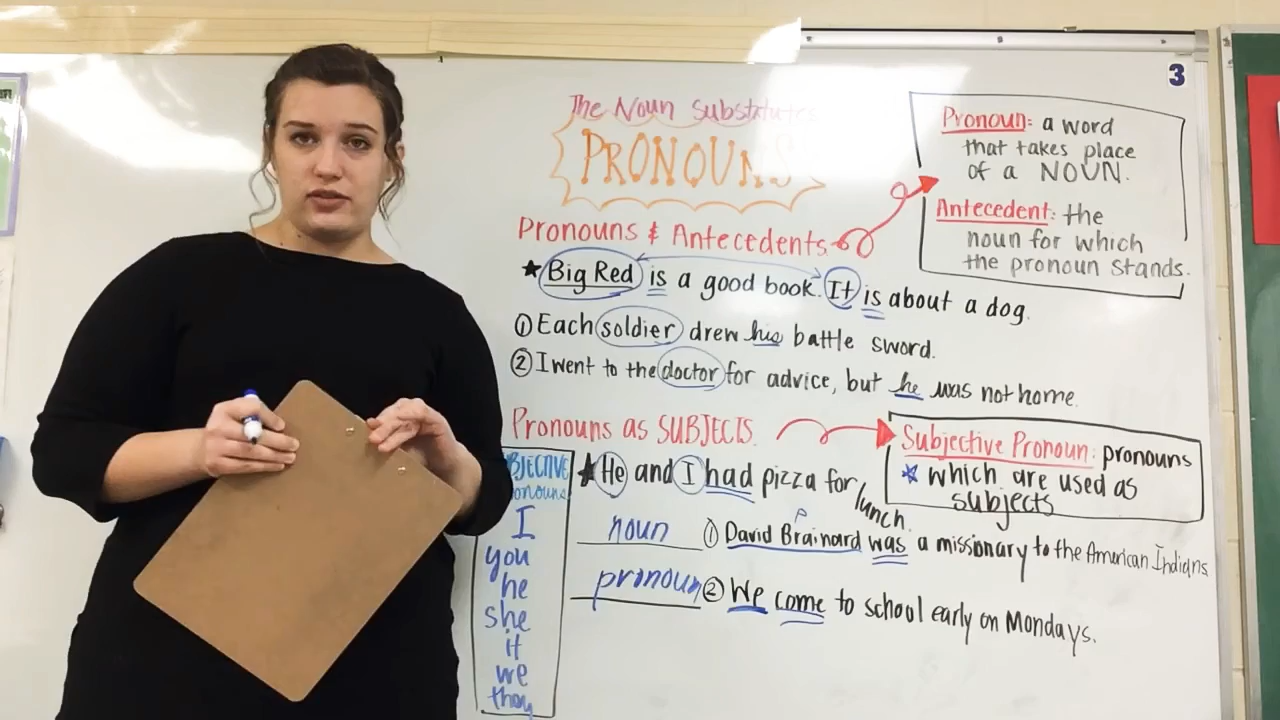 3
The Noun Substitutes
PRONOUNS
Pronoun: a word
that takes place
of a NOUN.
Antecedent: the
noun for which
the pronoun stands.
Pronouns & Antecedents
★ Big Red is a good book. It is about a dog.
① Each soldier drew his battle sword.
② I went to the doctor for advice, but he was not home.
Pronouns as SUBJECTS.
Subjective Pronoun: pronouns
★ which are used as
subjects
BJECTIVE
onouns
I
you
he
she
it
we
they
★ He and I had pizza for lunch.
noun ① David Brainard was a missionary to the American Indians.
e
pronoun ② We come to school early on Mondays.